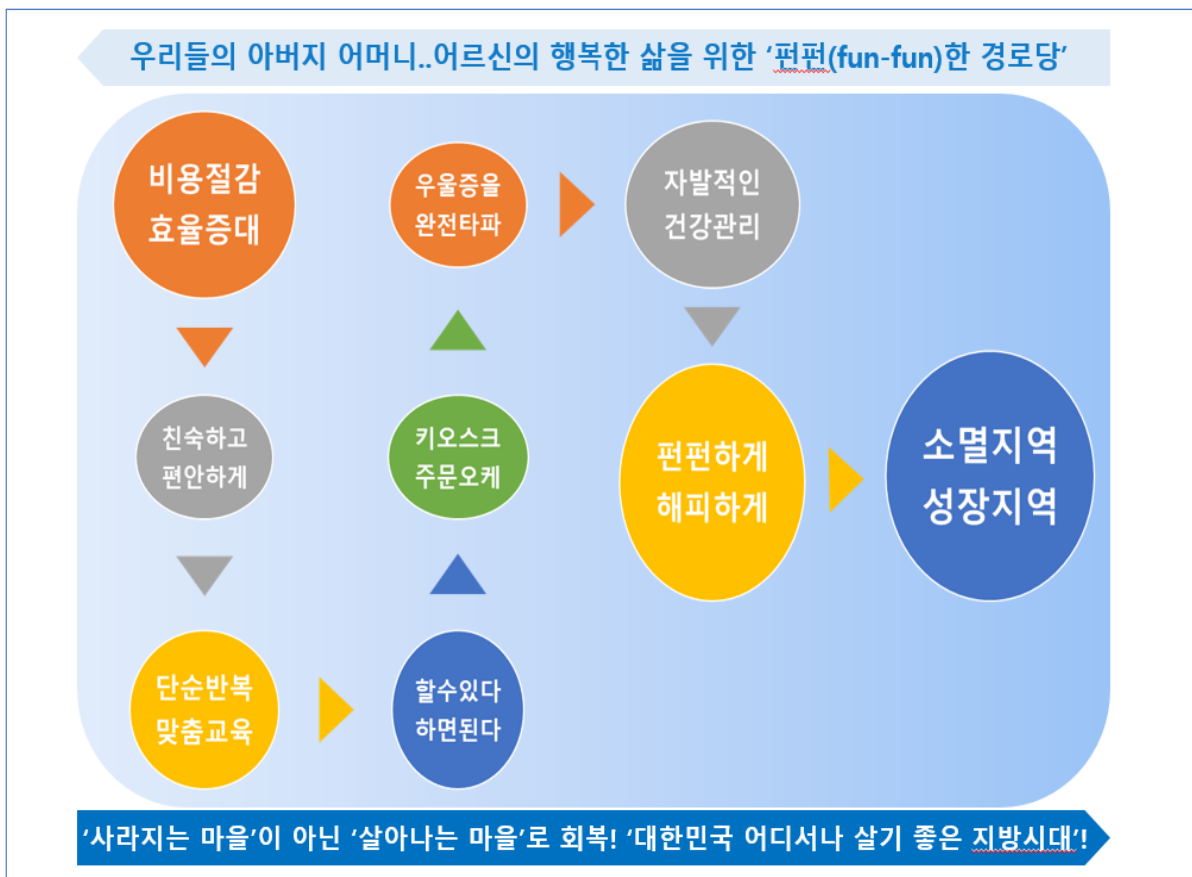 우리들의 아버지 어머니..어르신의 행복한 삶을 위한 ‘펀펀(fun-fun)한 경로당’
비용절감
효율증대
친숙하고
편안하게
단순반복
맞춤교육
할수있다
하면된다
키오스크
주문오케
우울증을
완전타파
자발적인
건강관리
펀펀하게
해피하게
소멸지역
성장지역
‘사라지는 마을’이 아닌 ‘살아나는 마을’로 회복! ‘대한민국 어디서나 살기 좋은 지방시대’!